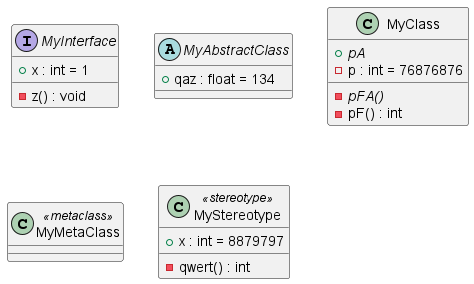 I MyInterface
x : int = 1
z() : void
A MyAbstractClass
qaz : float = 134
C MyClass
pA
p : int = 76876876
pFA()
pF() : int
C «metaclass»
MyMetaClass
C «stereotype»
MyStereotype
x : int = 8879797
qwert() : int